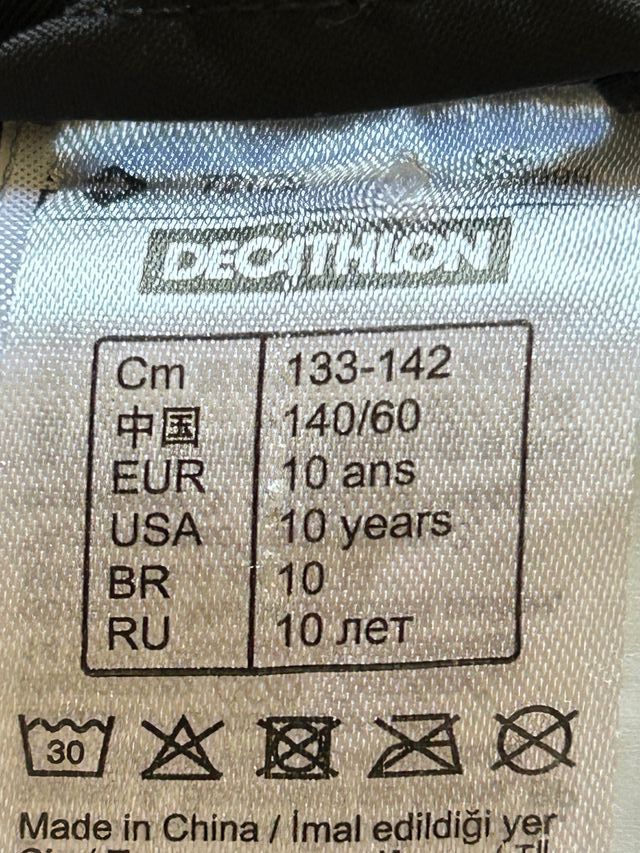 DECATHLON
Cm 133-142
中国 140/60
EUR 10 ans
USA 10 years
BR 10
RU 10 лет
30
Made in China / İmal edildiği yer